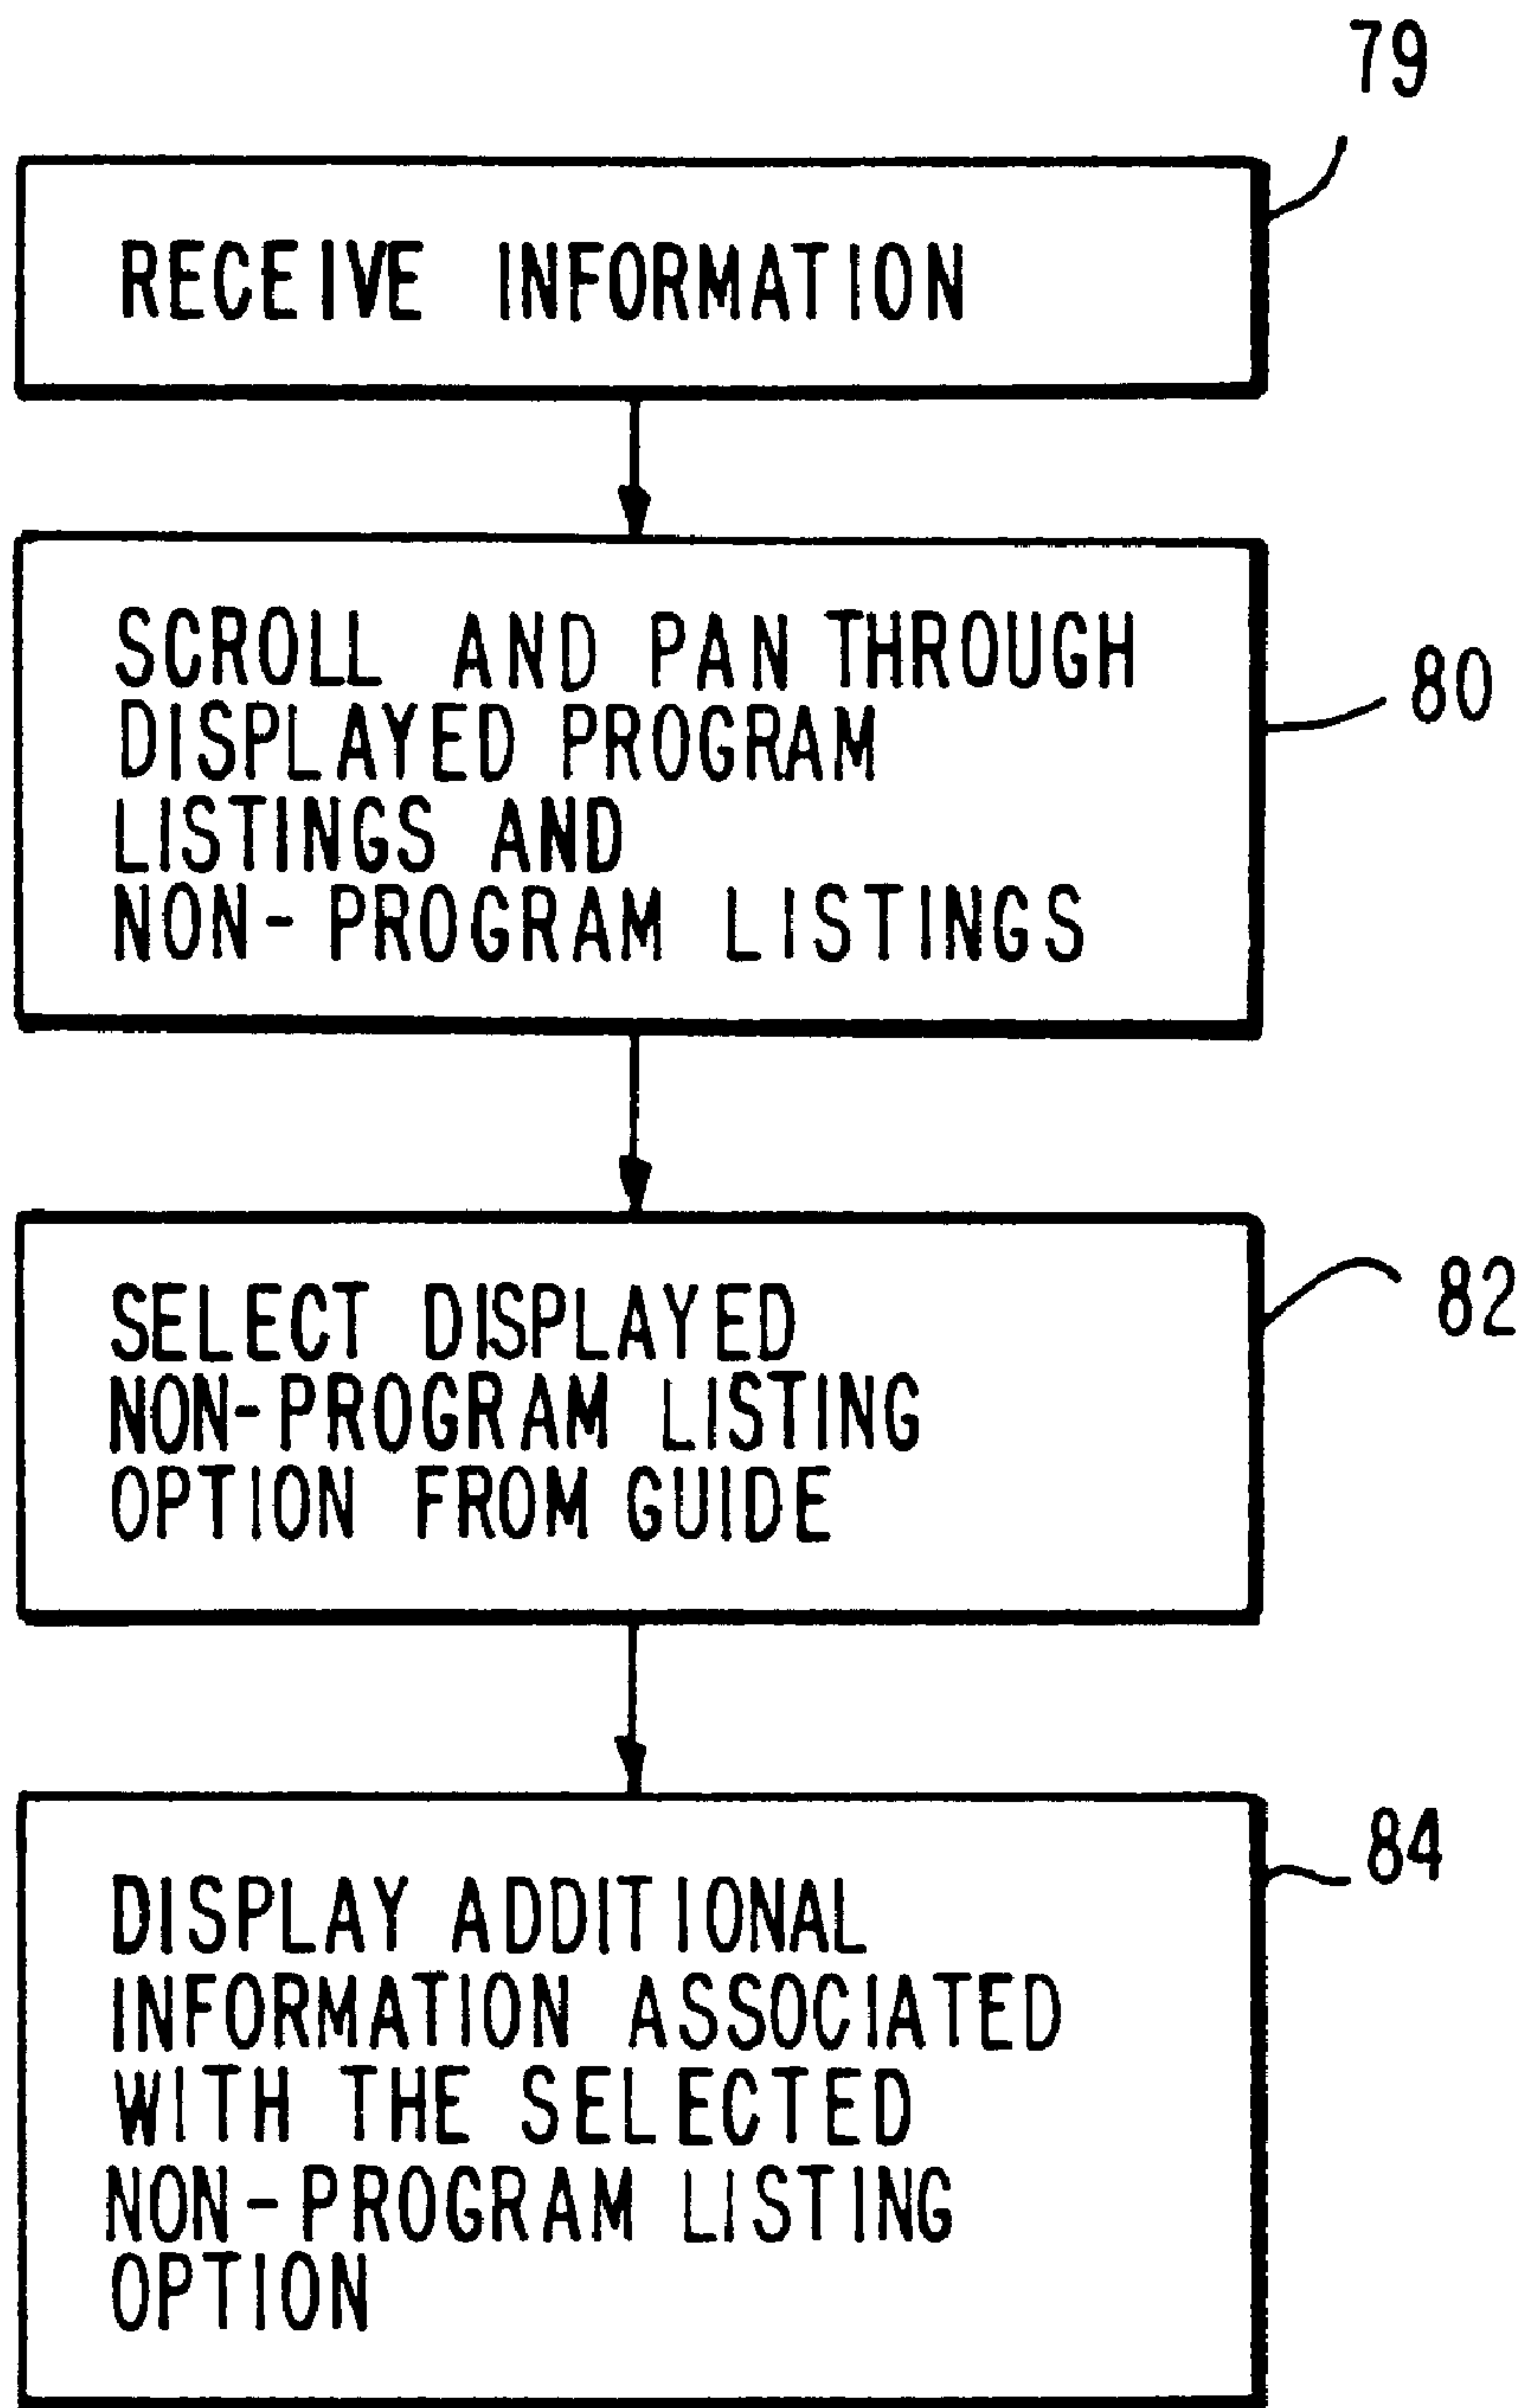 79
RECEIVE INFORMATION
SCROLL AND PAN THROUGH
DISPLAYED PROGRAM
LISTINGS AND
NON-PROGRAM LISTINGS
80
SELECT DISPLAYED
NON-PROGRAM LISTING
OPTION FROM GUIDE
82
DISPLAY ADDITIONAL
INFORMATION ASSOCIATED
WITH THE SELECTED
NON-PROGRAM LISTING
OPTION
84